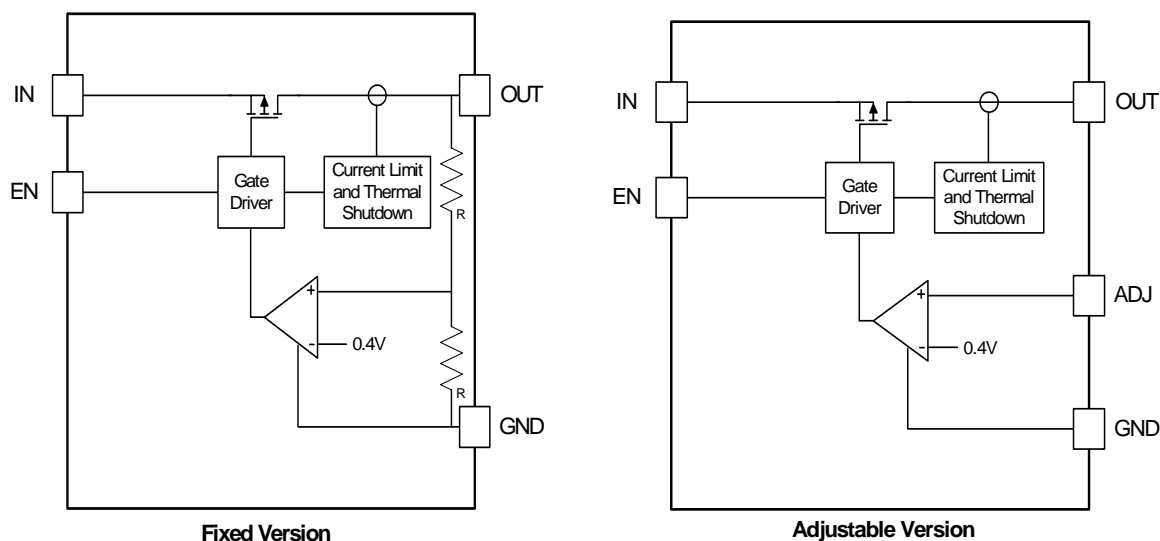 IN
OUT
EN
Gate
Driver
Current Limit
and Thermal
Shutdown
R
+
-
0.4V
R
GND
Fixed Version
IN
OUT
EN
Gate
Driver
Current Limit
and Thermal
Shutdown
ADJ
+
-
0.4V
GND
Adjustable Version